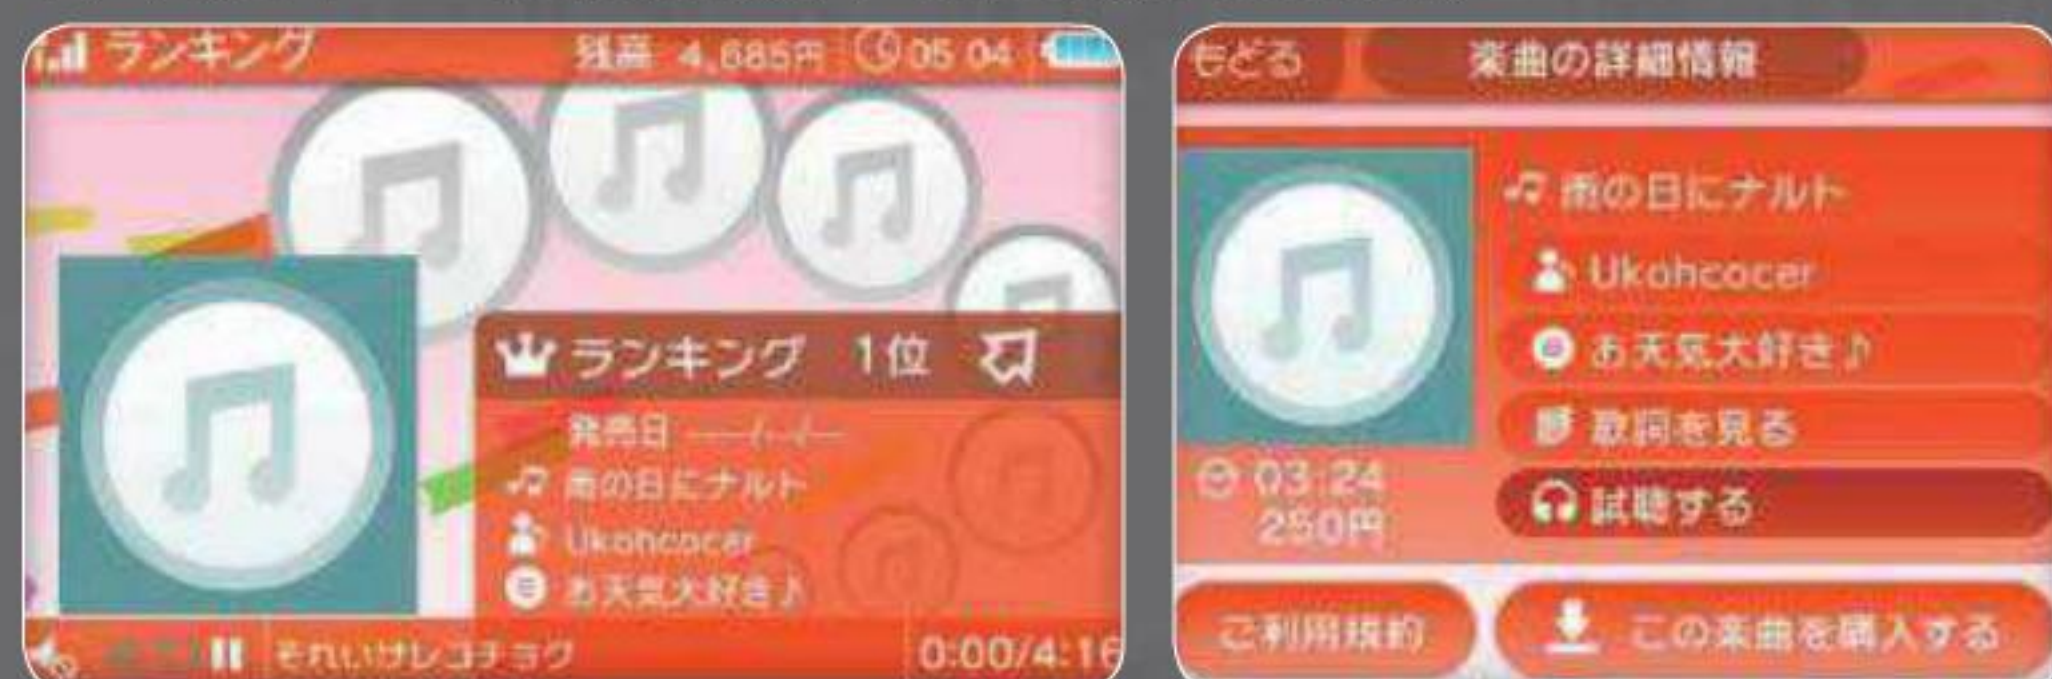 ランキング 残高 4,685円 05:04
ランキング 1位
発売日 ----/--/--
雨の日にナルト
Ukohcocer
お天気大好き♪
それいけレコチョク 0:00/4:16
もどる 楽曲の詳細情報
雨の日にナルト
Ukohcocer
お天気大好き♪
歌詞を見る
03:24
250円
試聴する
ご利用規約 この楽曲を購入する